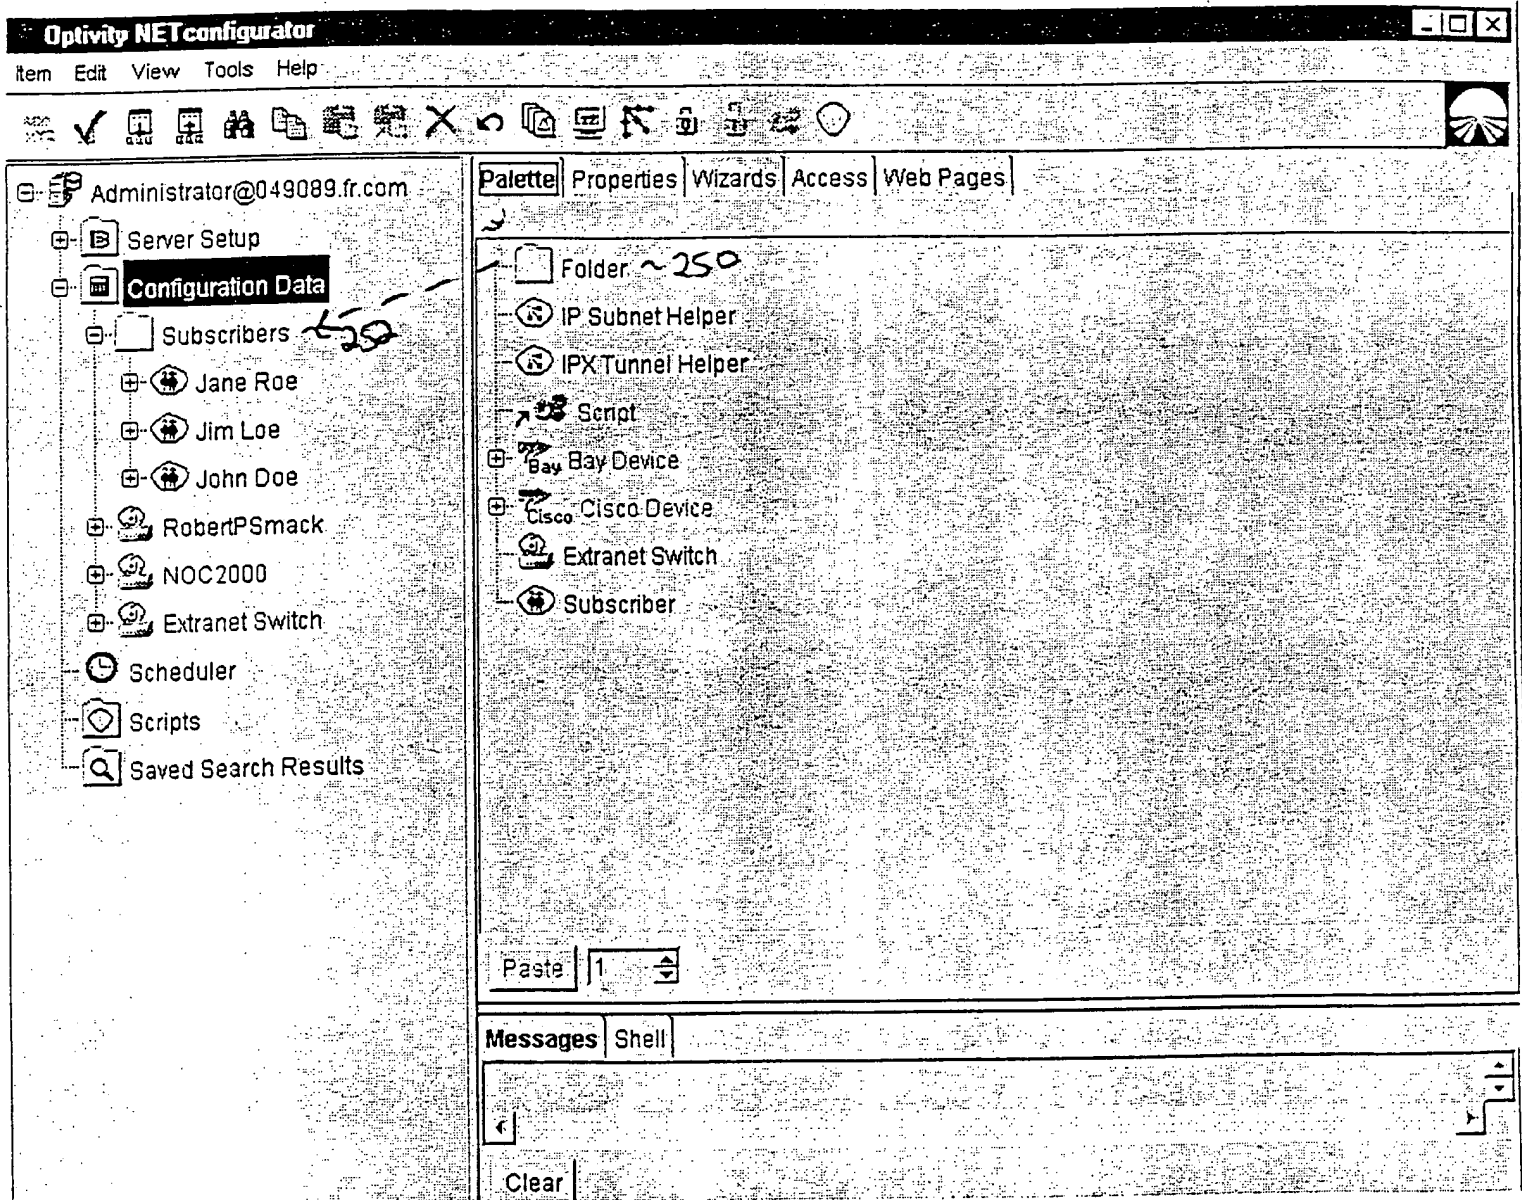 Optivity NETconfigurator
Item Edit View Tools Help
Administrator@049089.fr.com
Server Setup
Configuration Data
Subscribers 252
Jane Roe
Jim Loe
John Doe
RobertPSmack
NOC2000
Extranet Switch
Scheduler
Scripts
Saved Search Results
Palette Properties Wizards Access Web Pages
Folder ~250
IP Subnet Helper
IPX Tunnel Helper
Script
Bay Bay Device
Cisco Cisco Device
Extranet Switch
Subscriber
Paste 1
Messages Shell
Clear